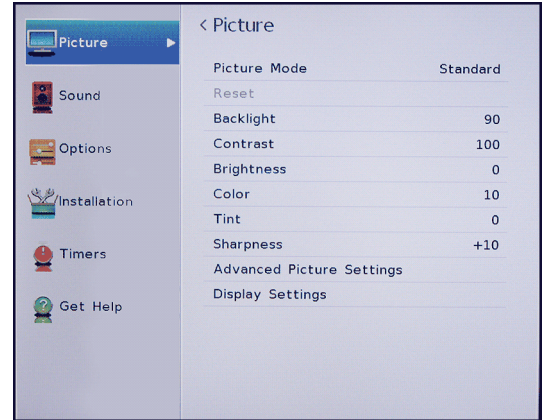 Picture
Sound
Options
Installation
Timers
Get Help
< Picture
Picture Mode Standard
Reset
Backlight 90
Contrast 100
Brightness 0
Color 10
Tint 0
Sharpness +10
Advanced Picture Settings
Display Settings